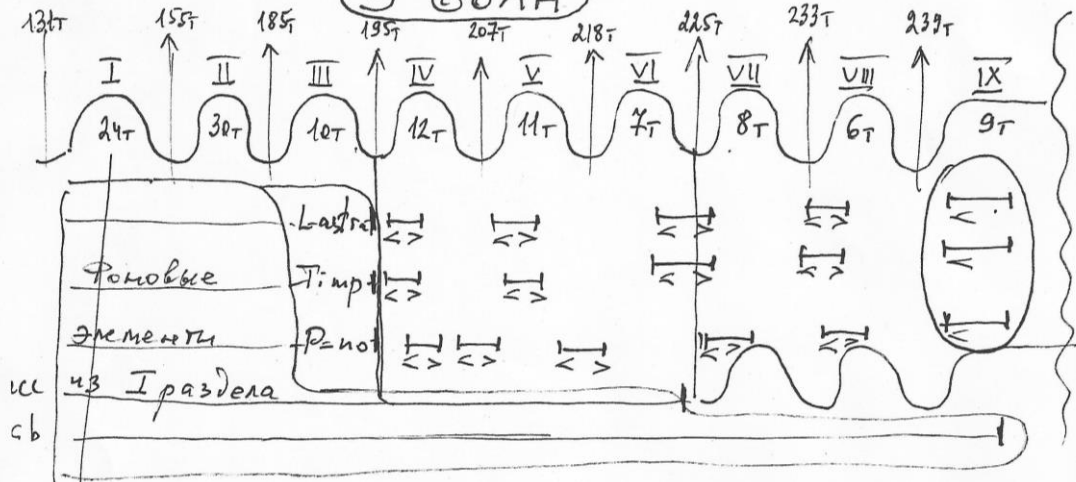 131т 155т 185т 195т 207т 218т 225т 233т 239т
I II III IV V VI VII VIII IX
24т 30т 10т 12т 11т 7т 8т 6т 9т
Lastra
< > < > < > < > <
Фоновые Timp
< > < > < > < > <
элементы P=no
< > < > < > < > < > <
из I раздела
cb